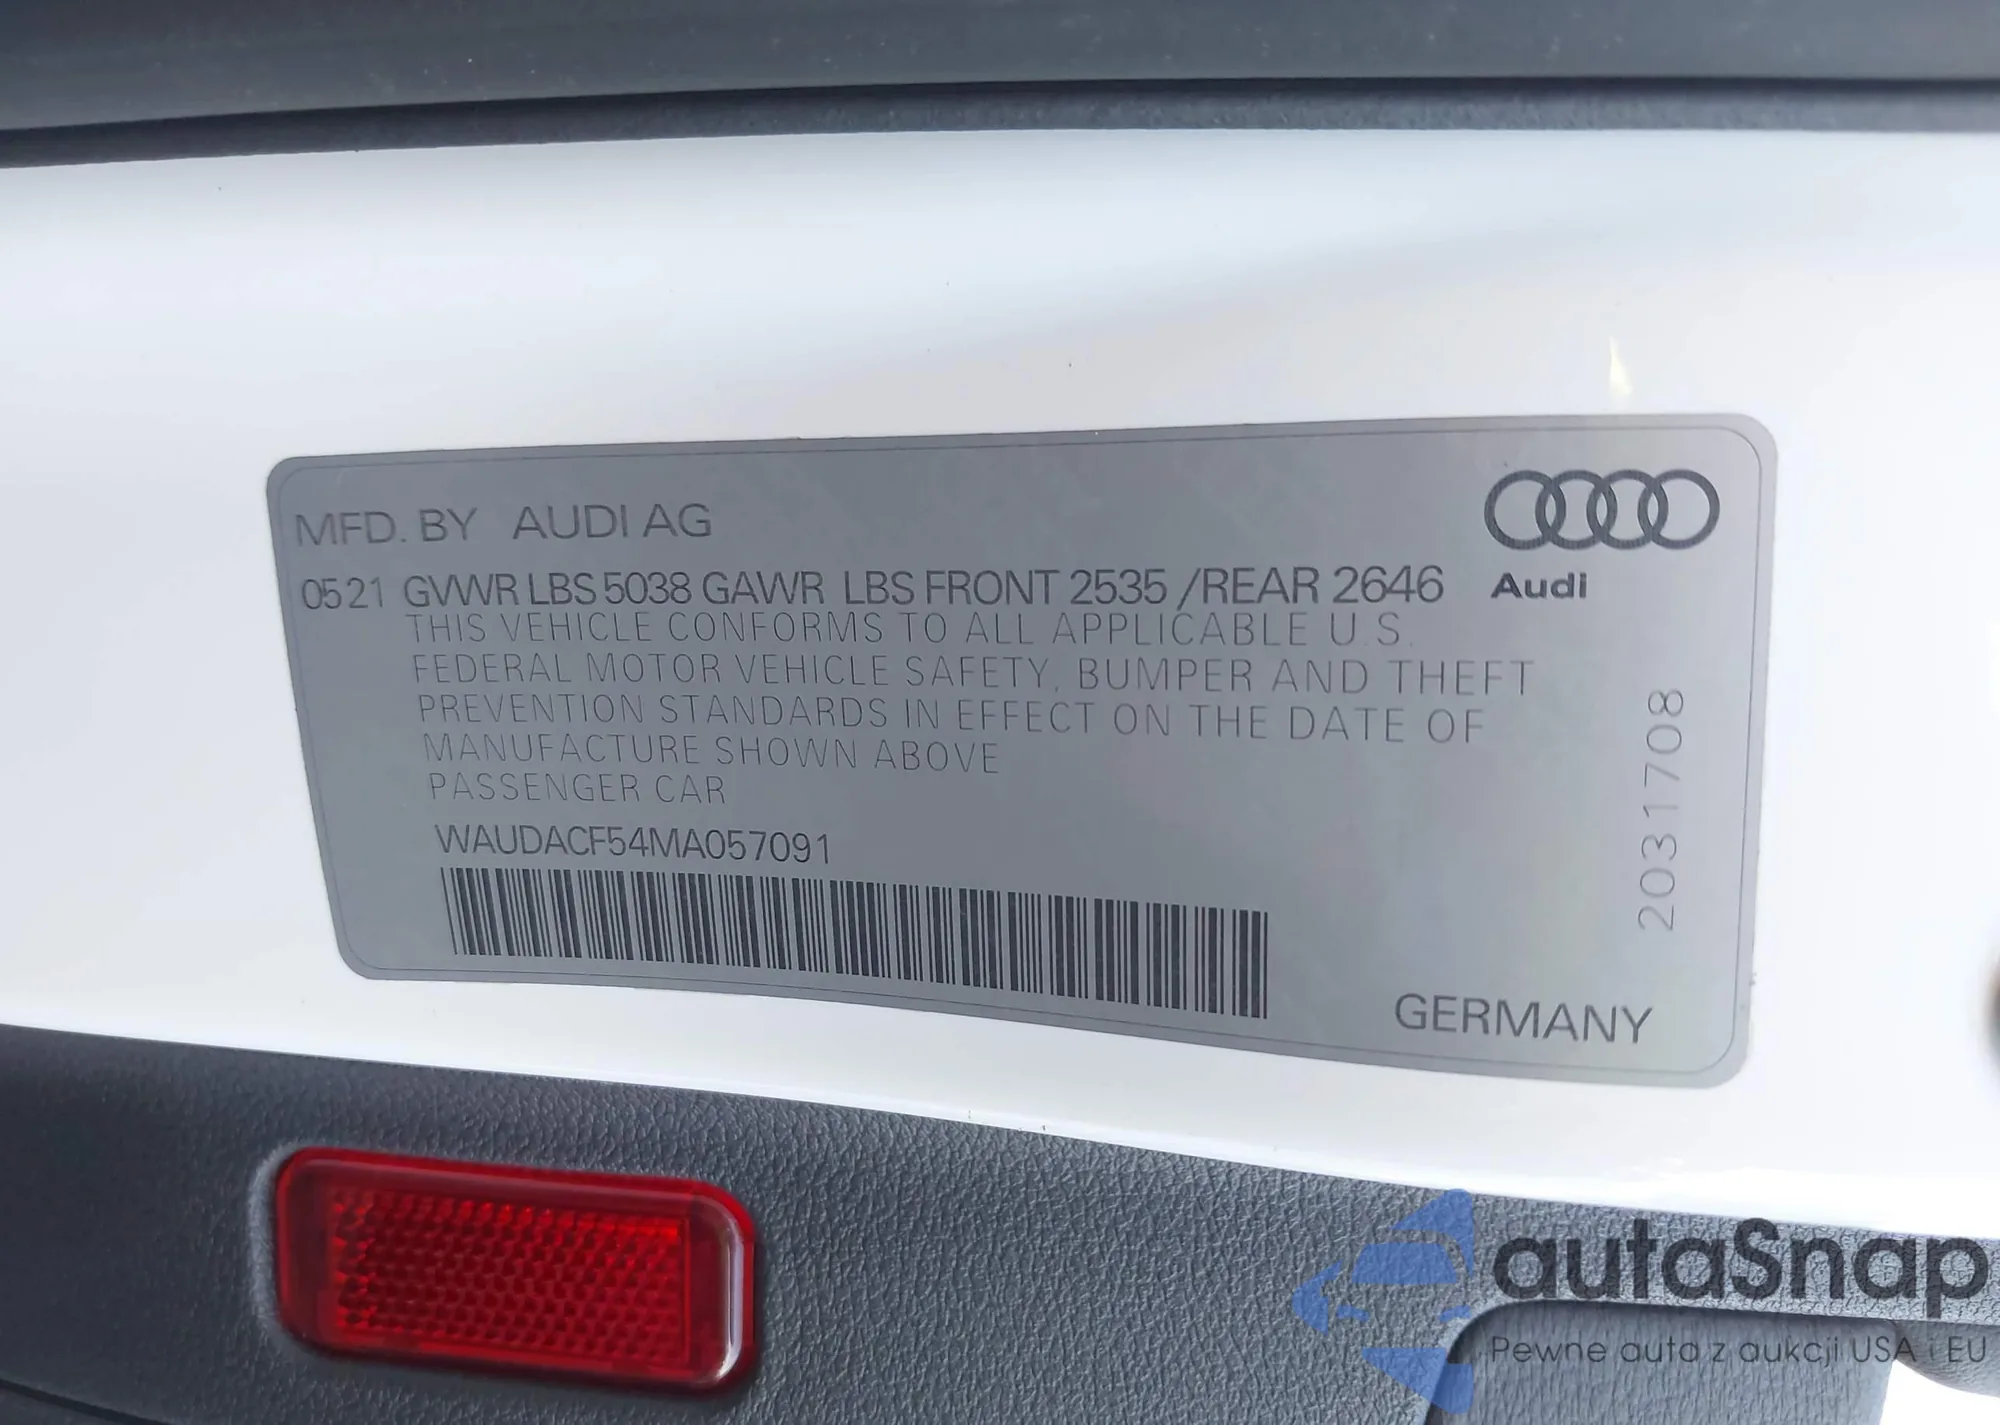 MFD. BY AUDI AG
0521 GVWR LBS 5038 GAWR LBS FRONT 2535 /REAR 2646
THIS VEHICLE CONFORMS TO ALL APPLICABLE U.S.
FEDERAL MOTOR VEHICLE SAFETY, BUMPER AND THEFT
PREVENTION STANDARDS IN EFFECT ON THE DATE OF
MANUFACTURE SHOWN ABOVE
PASSENGER CAR
WAUDACF54MA057091
Audi
2031708
GERMANY
autaSnap
Pewne auta z aukcji USA i EU